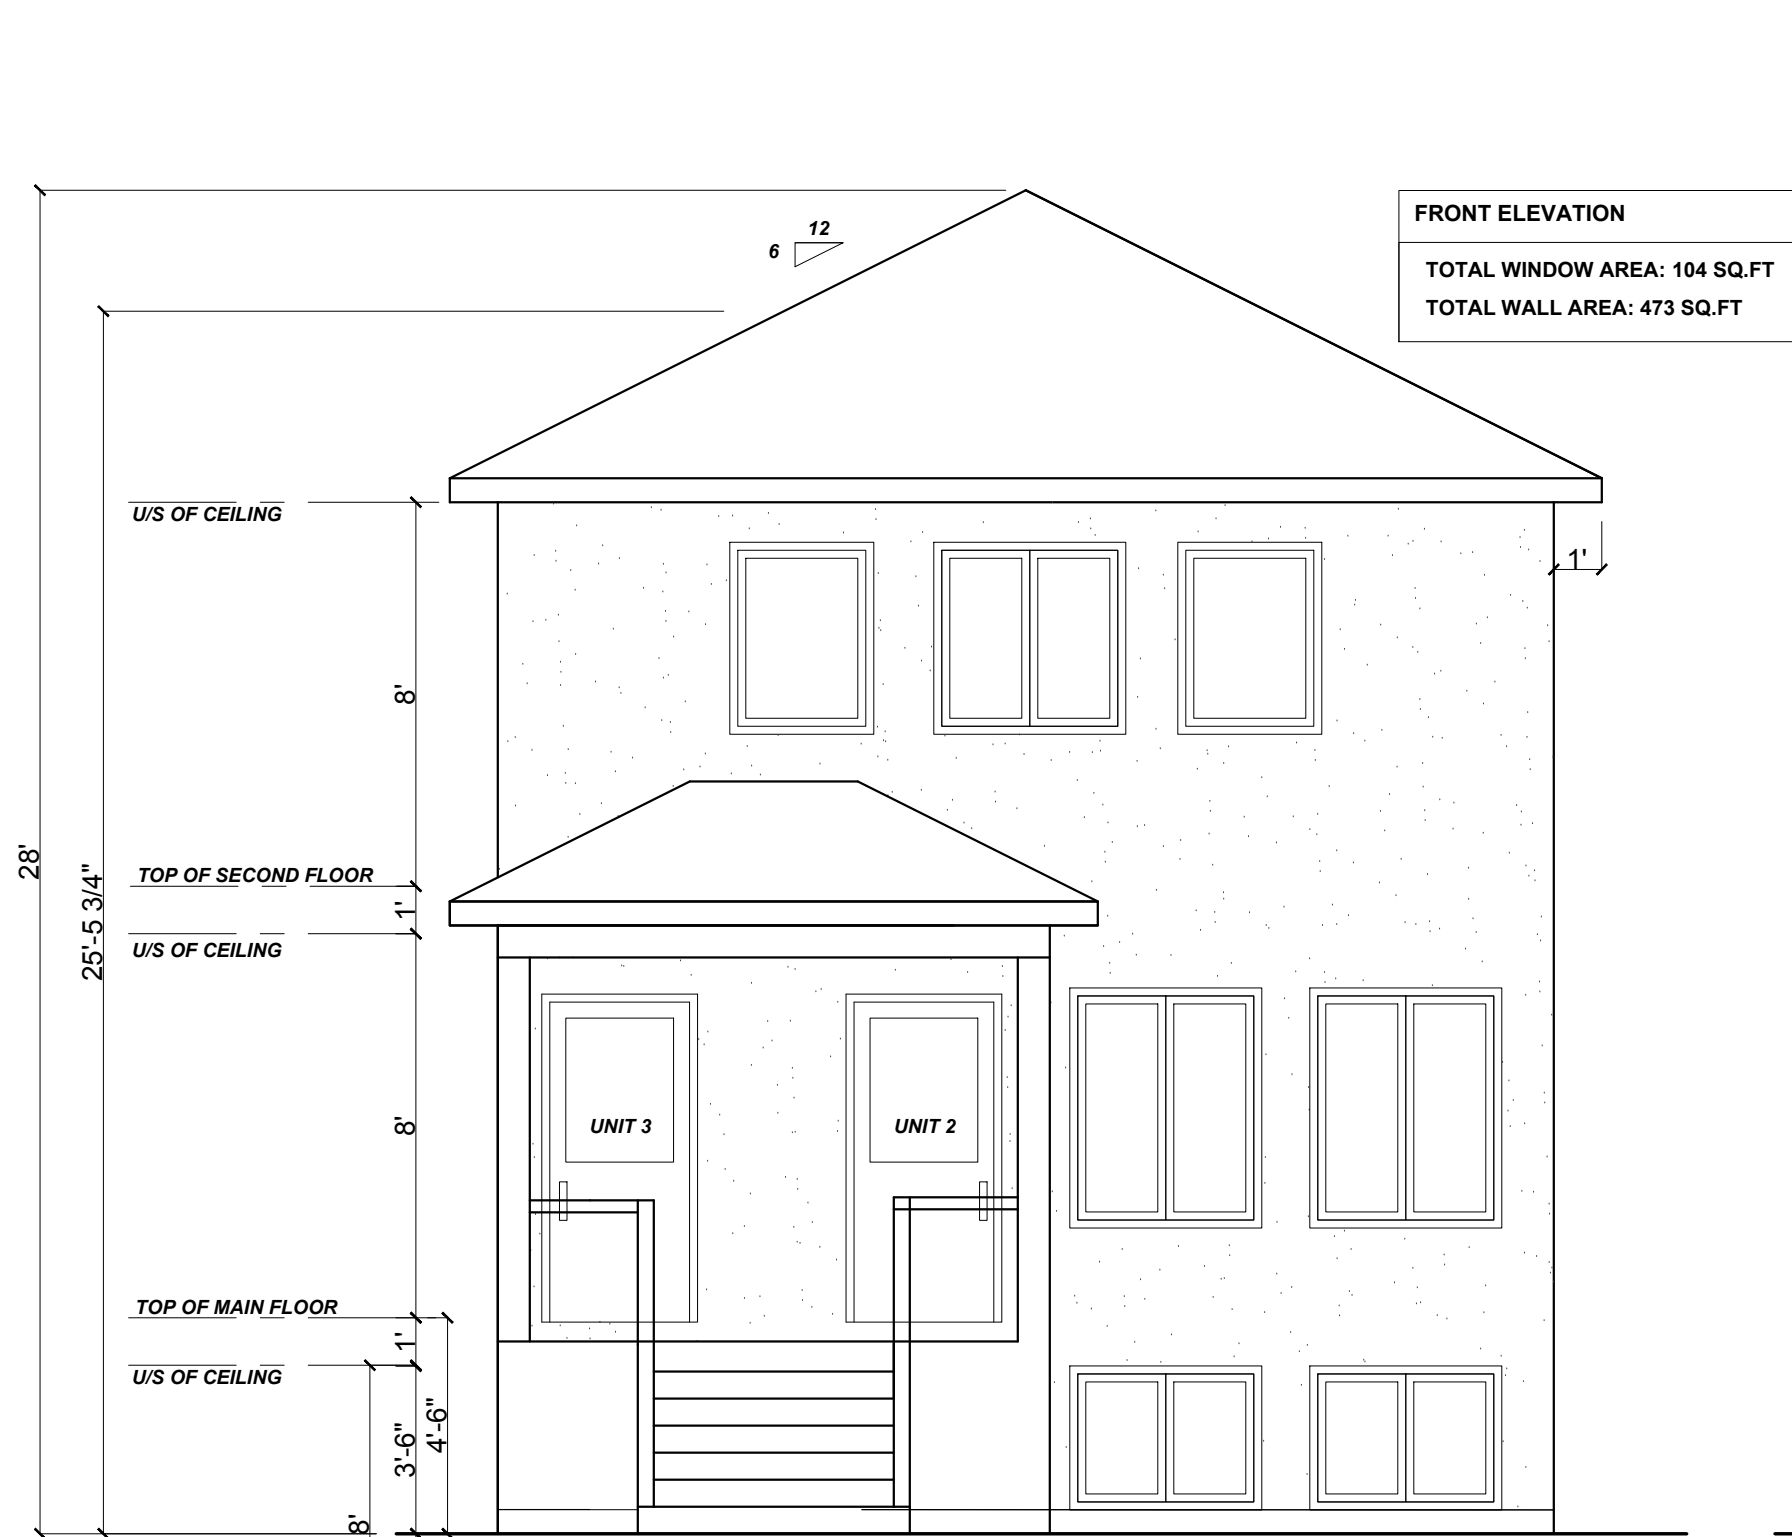 12
6
FRONT ELEVATION
TOTAL WINDOW AREA: 104 SQ.FT
TOTAL WALL AREA: 473 SQ.FT
U/S OF CEILING
1'
8'
28'
25'-5 3/4"
TOP OF SECOND FLOOR
1'
U/S OF CEILING
8'
UNIT 3
UNIT 2
TOP OF MAIN FLOOR
1'
U/S OF CEILING
3'-6"
4'-6"
8'